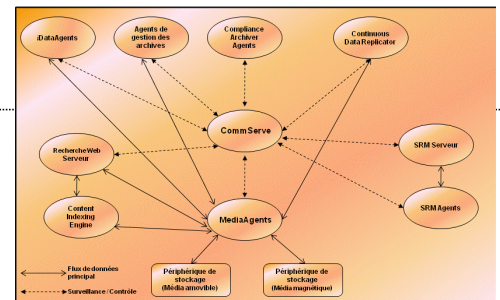 iDataAgents
Agents de
gestion des
archives
Compliance
Archiver
Agents
Continuous
Data Replicator
CommServe
RechercheWeb
Serveur
SRM Serveur
Content
Indexing
Engine
MediaAgents
SRM Agents
Flux de données
principal
Surveillance / Contrôle
Périphérique de
stockage
(Média amovible)
Périphérique de
stockage
(Média magnétique)